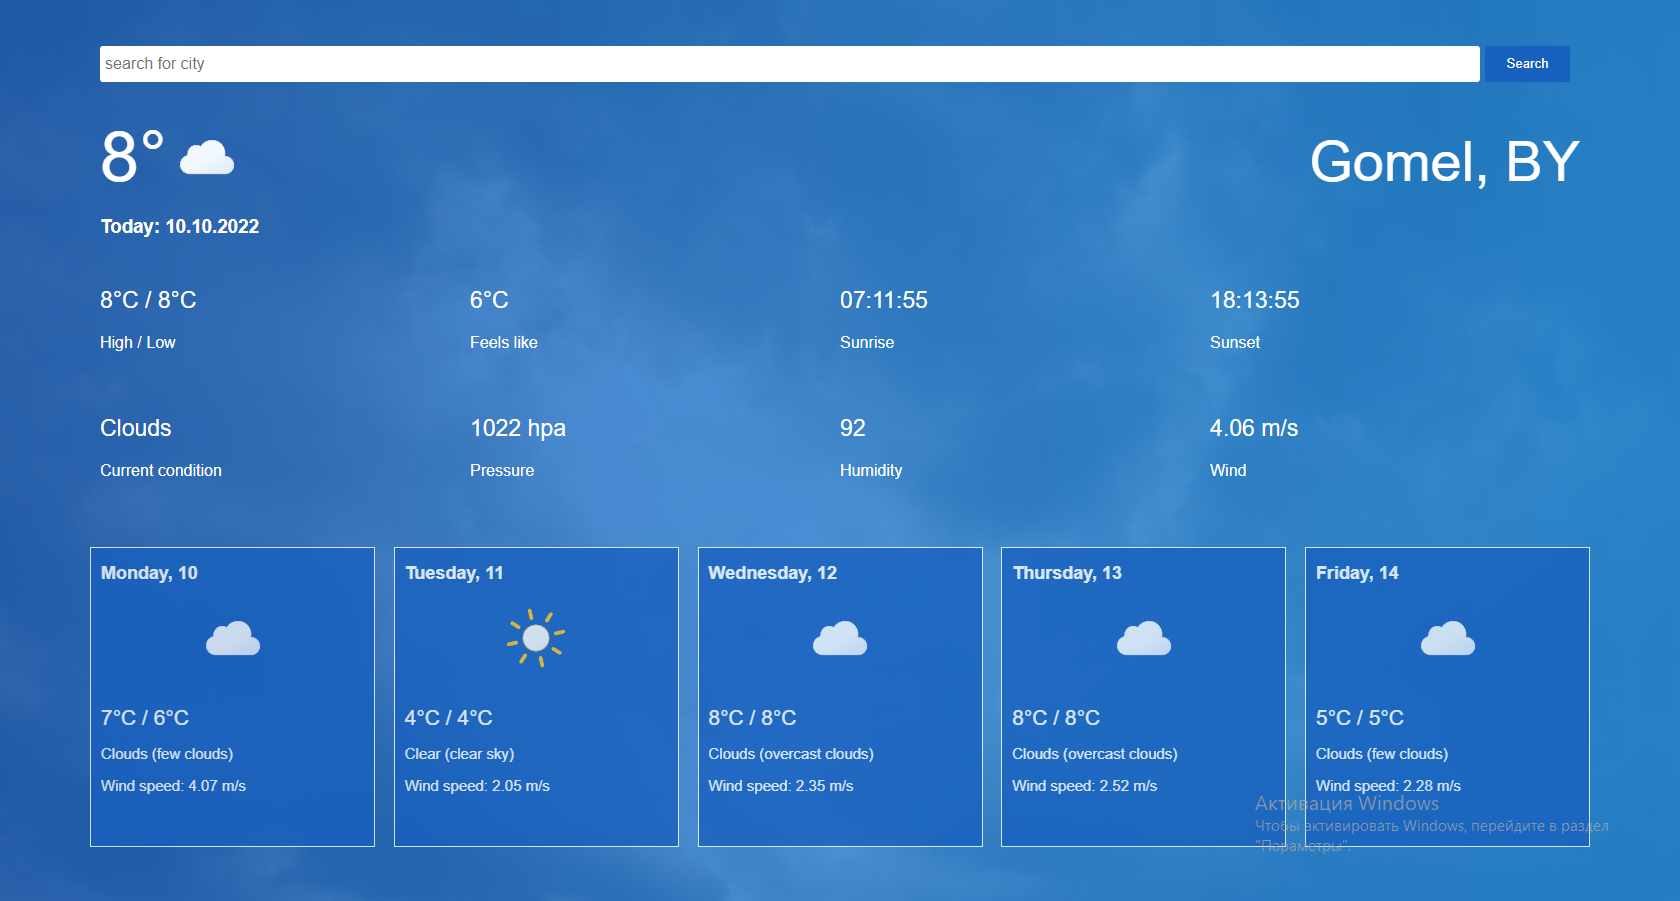 search for city
Search
8°
Gomel, BY
Today: 10.10.2022
8°C / 8°C
6°C
07:11:55
18:13:55
High / Low
Feels like
Sunrise
Sunset
Clouds
1022 hpa
92
4.06 m/s
Current condition
Pressure
Humidity
Wind
Monday, 10
7°C / 6°C
Clouds (few clouds)
Wind speed: 4.07 m/s
Tuesday, 11
4°C / 4°C
Clear (clear sky)
Wind speed: 2.05 m/s
Wednesday, 12
8°C / 8°C
Clouds (overcast clouds)
Wind speed: 2.35 m/s
Thursday, 13
8°C / 8°C
Clouds (overcast clouds)
Wind speed: 2.52 m/s
Friday, 14
5°C / 5°C
Clouds (few clouds)
Wind speed: 2.28 m/s
Активация Windows
Чтобы активировать Windows, перейдите в раздел
"Параметры".